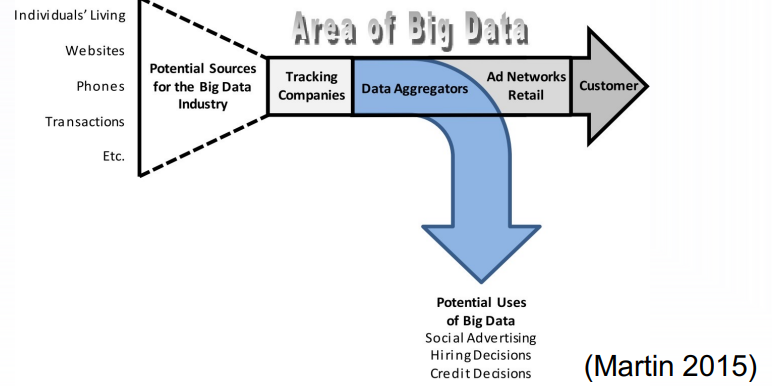 Individuals' Living
Websites
Phones
Transactions
Etc.
Potential Sources
for the Big Data
Industry
Area of Big Data
Tracking
Companies
Data Aggregators
Ad Networks
Retail
Customer
Potential Uses
of Big Data
Social Advertising
Hiring Decisions
Credit Decisions
(Martin 2015)